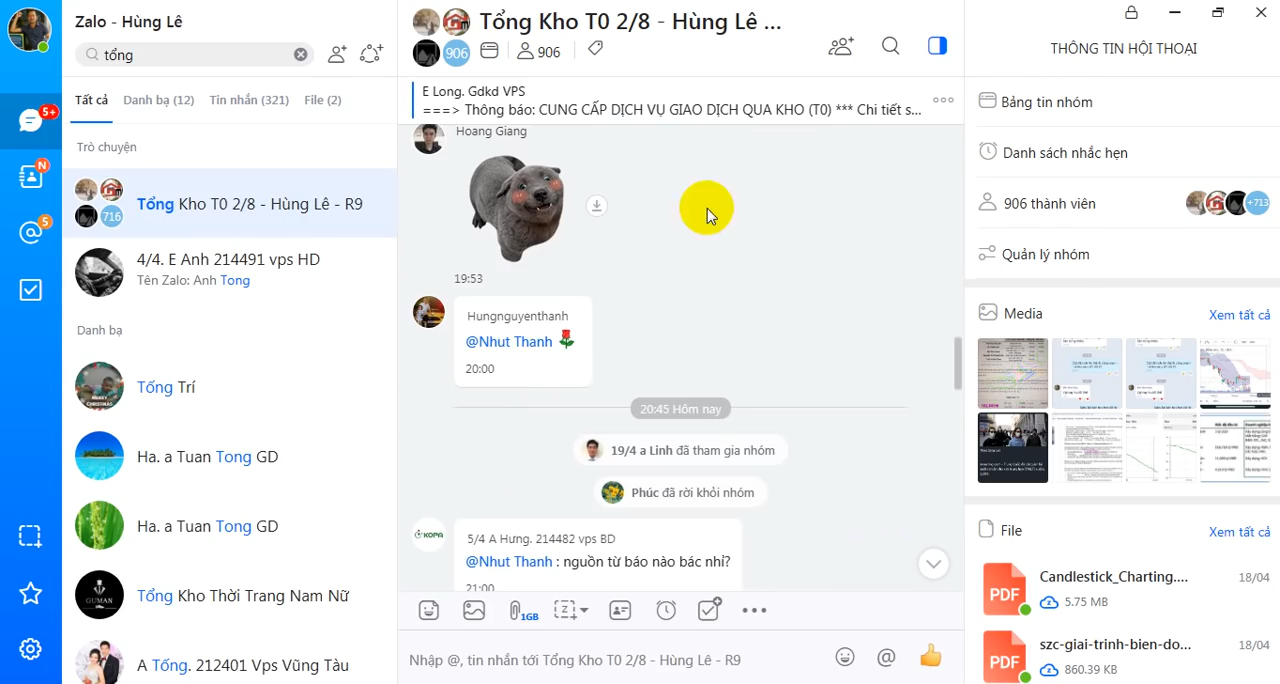 Zalo - Hùng Lê
tổng
Tất cả
Danh bạ (12)
Tin nhắn (321)
File (2)
Trò chuyện
716
Tổng Kho T0 2/8 - Hùng Lê - R9
4/4. E Anh 214491 vps HD
Tên Zalo: Anh Tong
Danh bạ
Tống Trí
Ha. a Tuan Tong GD
Ha. a Tuan Tong GD
GUMAN
Tổng Kho Thời Trang Nam Nữ
A Tống. 212401 Vps Vũng Tàu
5+
N
5
Tổng Kho T0 2/8 - Hùng Lê ...
906
906
E Long. Gdkd VPS
===> Thông báo: CUNG CẤP DỊCH VỤ GIAO DỊCH QUA KHO (T0) *** Chi tiết s...
Hoang Giang
19:53
Hungnguyenthanh
@Nhut Thanh
20:00
20:45 Hôm nay
19/4 a Linh đã tham gia nhóm
Phúc đã rời khỏi nhóm
KOPA
5/4 A Hưng. 214482 vps BD
@Nhut Thanh : nguồn từ báo nào bác nhỉ?
21:00
1GB
Nhập @, tin nhắn tới Tổng Kho T0 2/8 - Hùng Lê - R9
THÔNG TIN HỘI THOẠI
Bảng tin nhóm
Danh sách nhắc hẹn
906 thành viên
+713
Quản lý nhóm
Media
Xem tất cả
File
Xem tất cả
PDF
Candlestick_Charting....
18/04
5.75 MB
PDF
szc-giai-trinh-bien-do...
18/04
860.39 KB